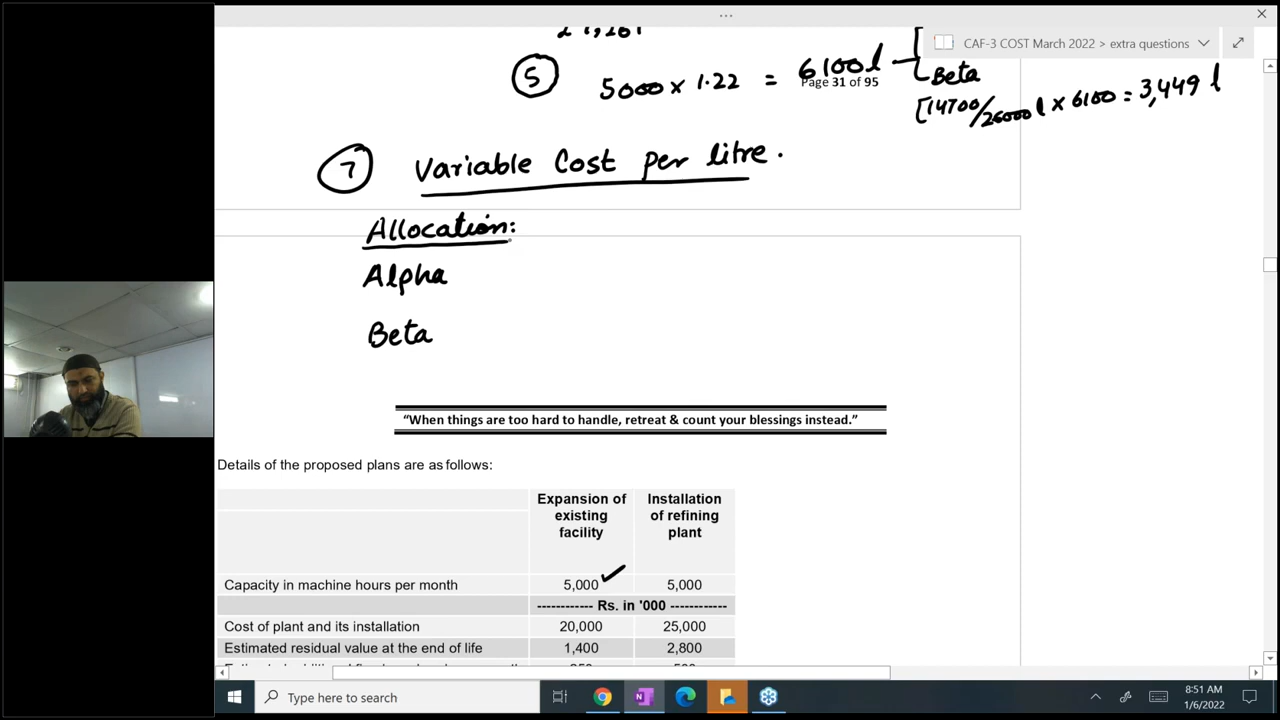 CAF-3 COST March 2022 > extra questions
⑤ 5000 x 1.22 = 6100 l
Page 31 of 95
Beta
[14700/26000 l x 6100 = 3,449 l
⑦ Variable Cost per litre.
Allocation:
Alpha
Beta
“When things are too hard to handle, retreat & count your blessings instead.”
Details of the proposed plans are as follows:
Expansion of existing facility
Installation of refining plant
Capacity in machine hours per month 5,000 ✓ 5,000
------------ Rs. in '000 ------------
Cost of plant and its installation 20,000 25,000
Estimated residual value at the end of life 1,400 2,800
Type here to search
8:51 AM
1/6/2022